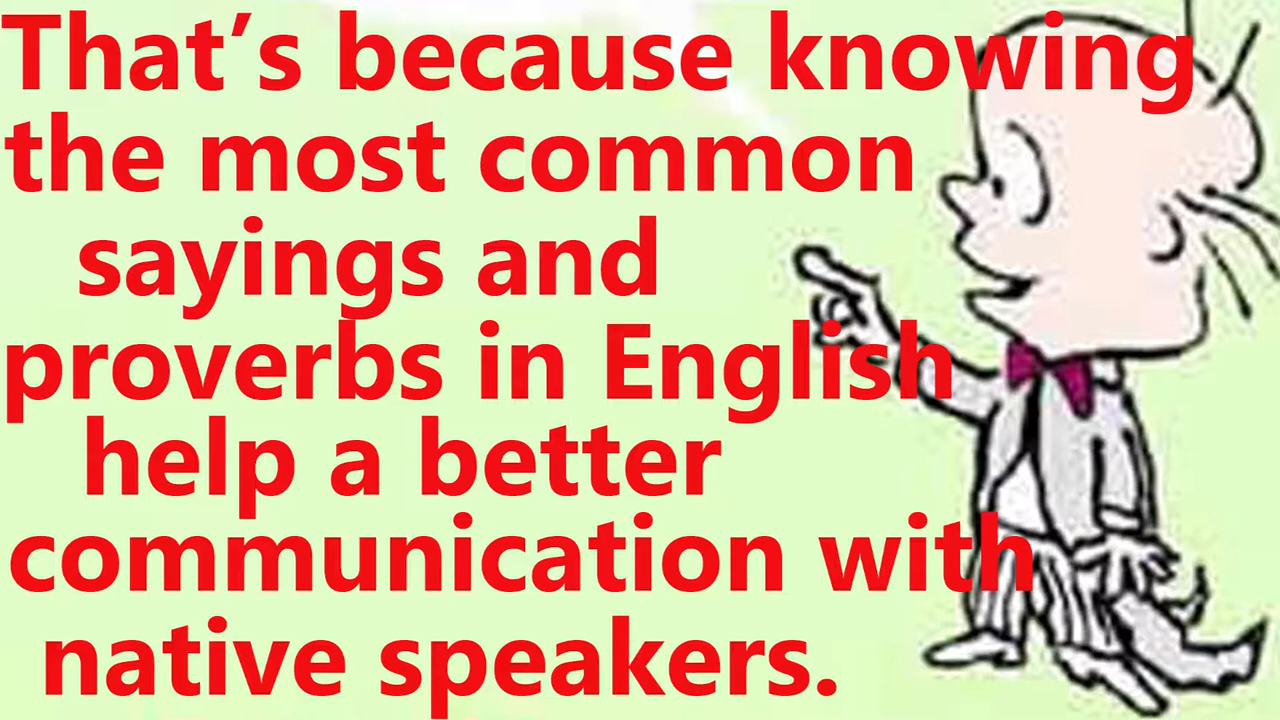 That’s because knowing
the most common
sayings and
proverbs in English
help a better
communication with
native speakers.